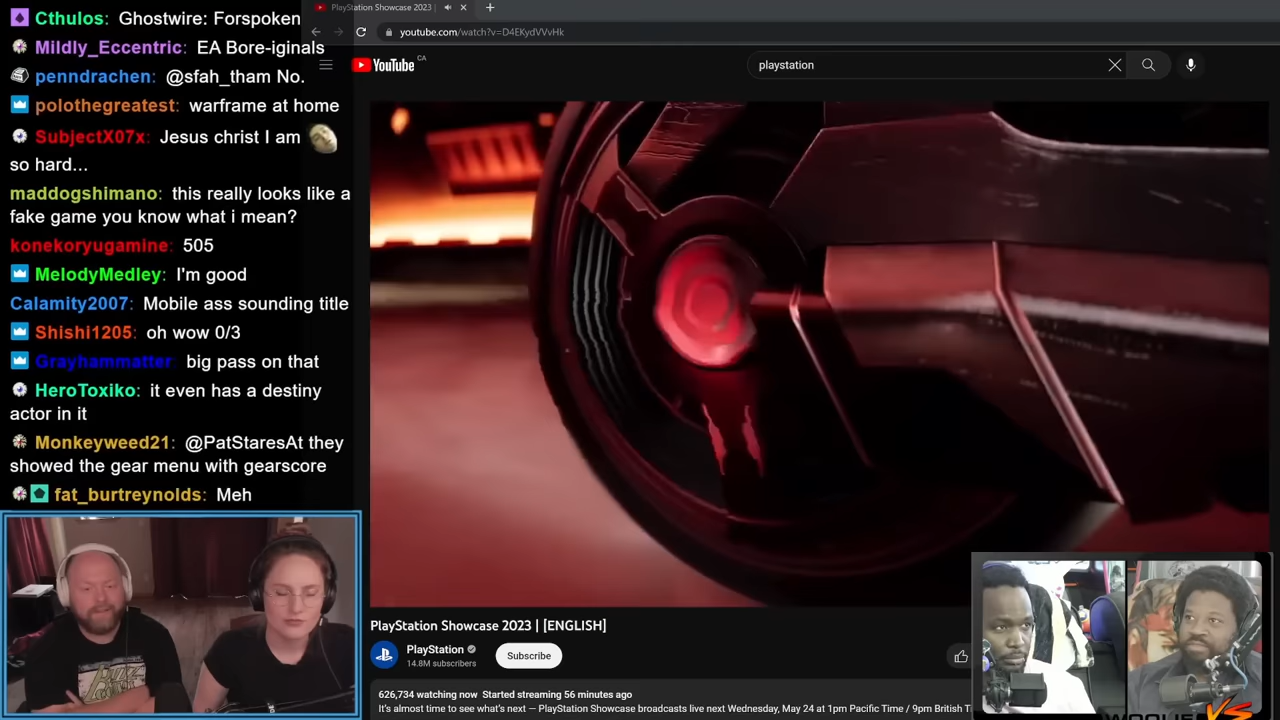 Cthulos: Ghostwire: Forspoken
Mildly_Eccentric: EA Bore-iginals
penndrachen: @sfah_tham No.
polothegreatest: warframe at home
SubjectX07x: Jesus christ I am
so hard...
maddogshimano: this really looks like a
fake game you know what i mean?
konekoryugamine: 505
MelodyMedley: I'm good
Calamity2007: Mobile ass sounding title
Shishi1205: oh wow 0/3
Grayhammatter: big pass on that
HeroToxiko: it even has a destiny
actor in it
Monkeyweed21: @PatStaresAt they
showed the gear menu with gearscore
fat_burtreynolds: Meh
PlayStation Showcase 2023 |
youtube.com/watch?v=D4EKydVVvHk
YouTube CA
playstation
PlayStation Showcase 2023 | [ENGLISH]
PlayStation
14.8M subscribers
Subscribe
626,734 watching now Started streaming 56 minutes ago
It's almost time to see what's next — PlayStation Showcase broadcasts live next Wednesday, May 24 at 1pm Pacific Time / 9pm British T
VS